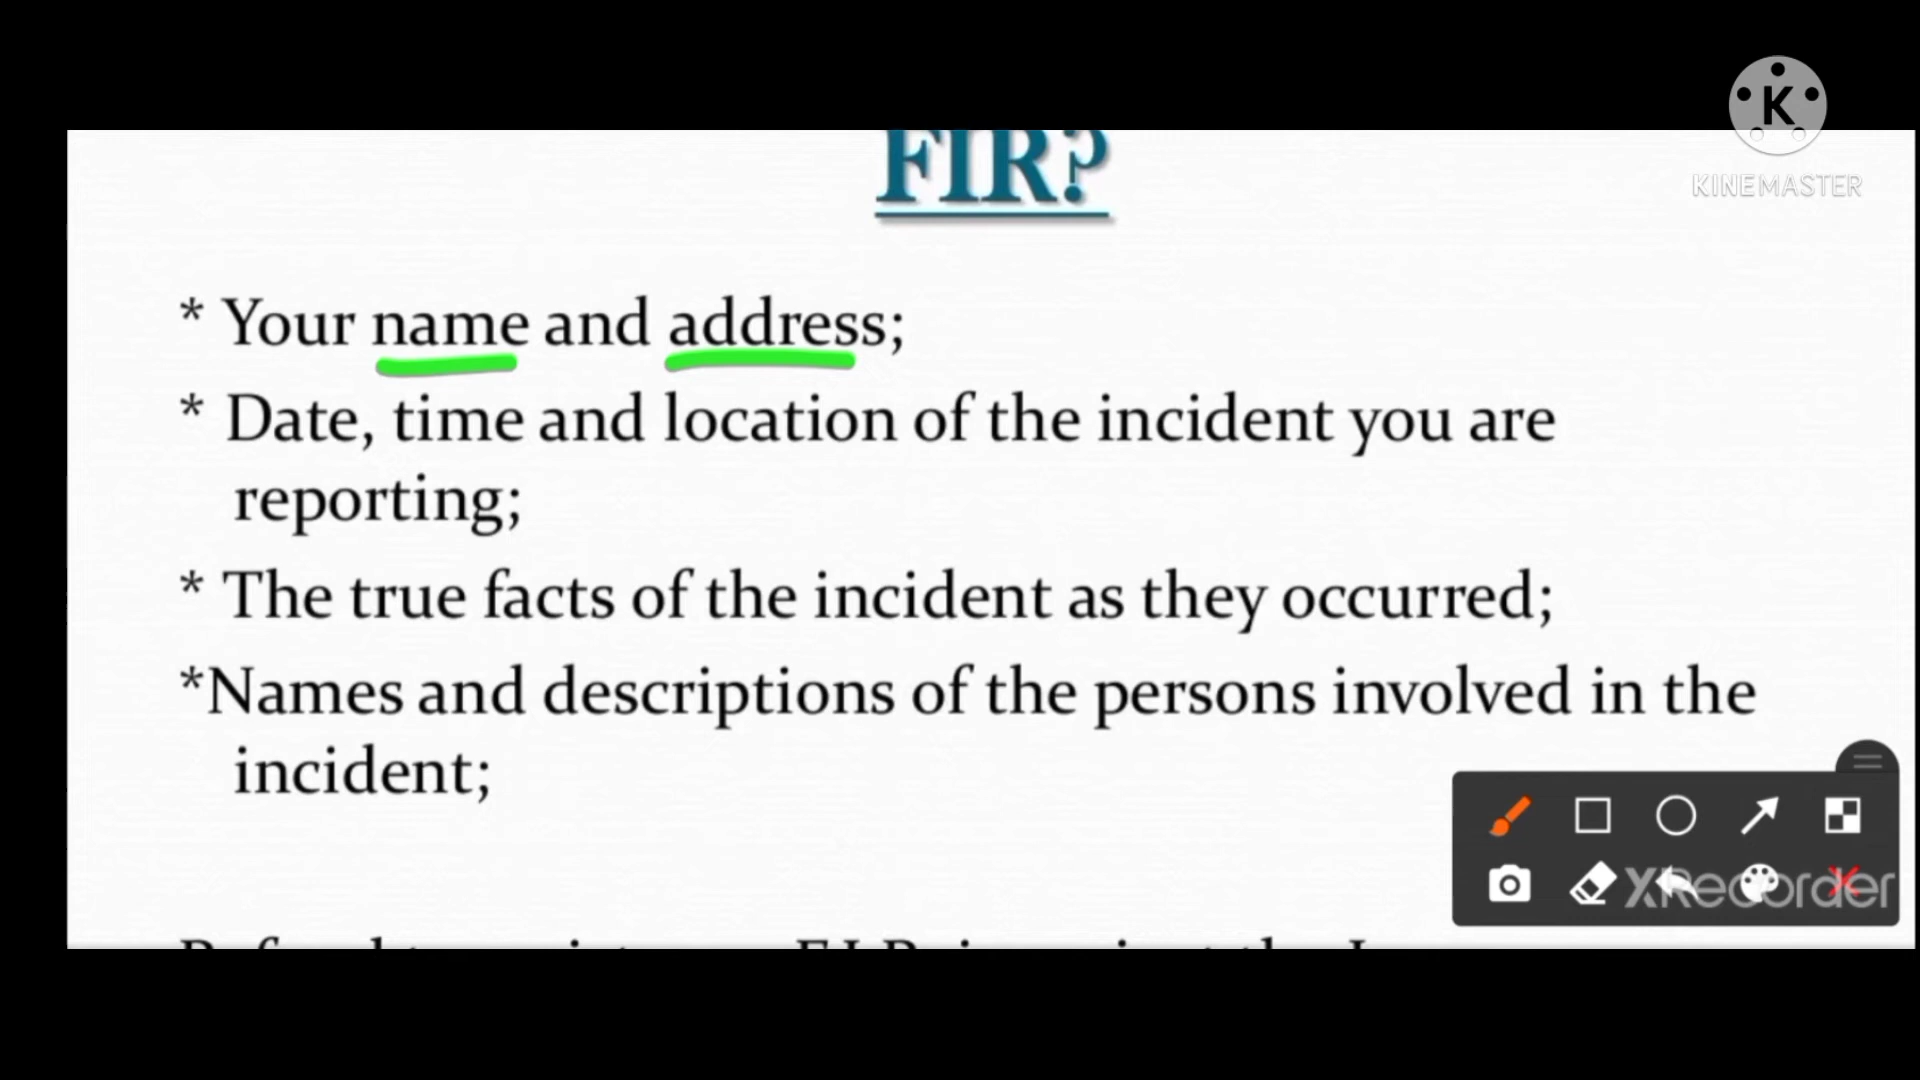 K
KINEMASTER
FIR?
* Your name and address;
* Date, time and location of the incident you are
reporting;
* The true facts of the incident as they occurred;
*Names and descriptions of the persons involved in the
incident;
XRecorder